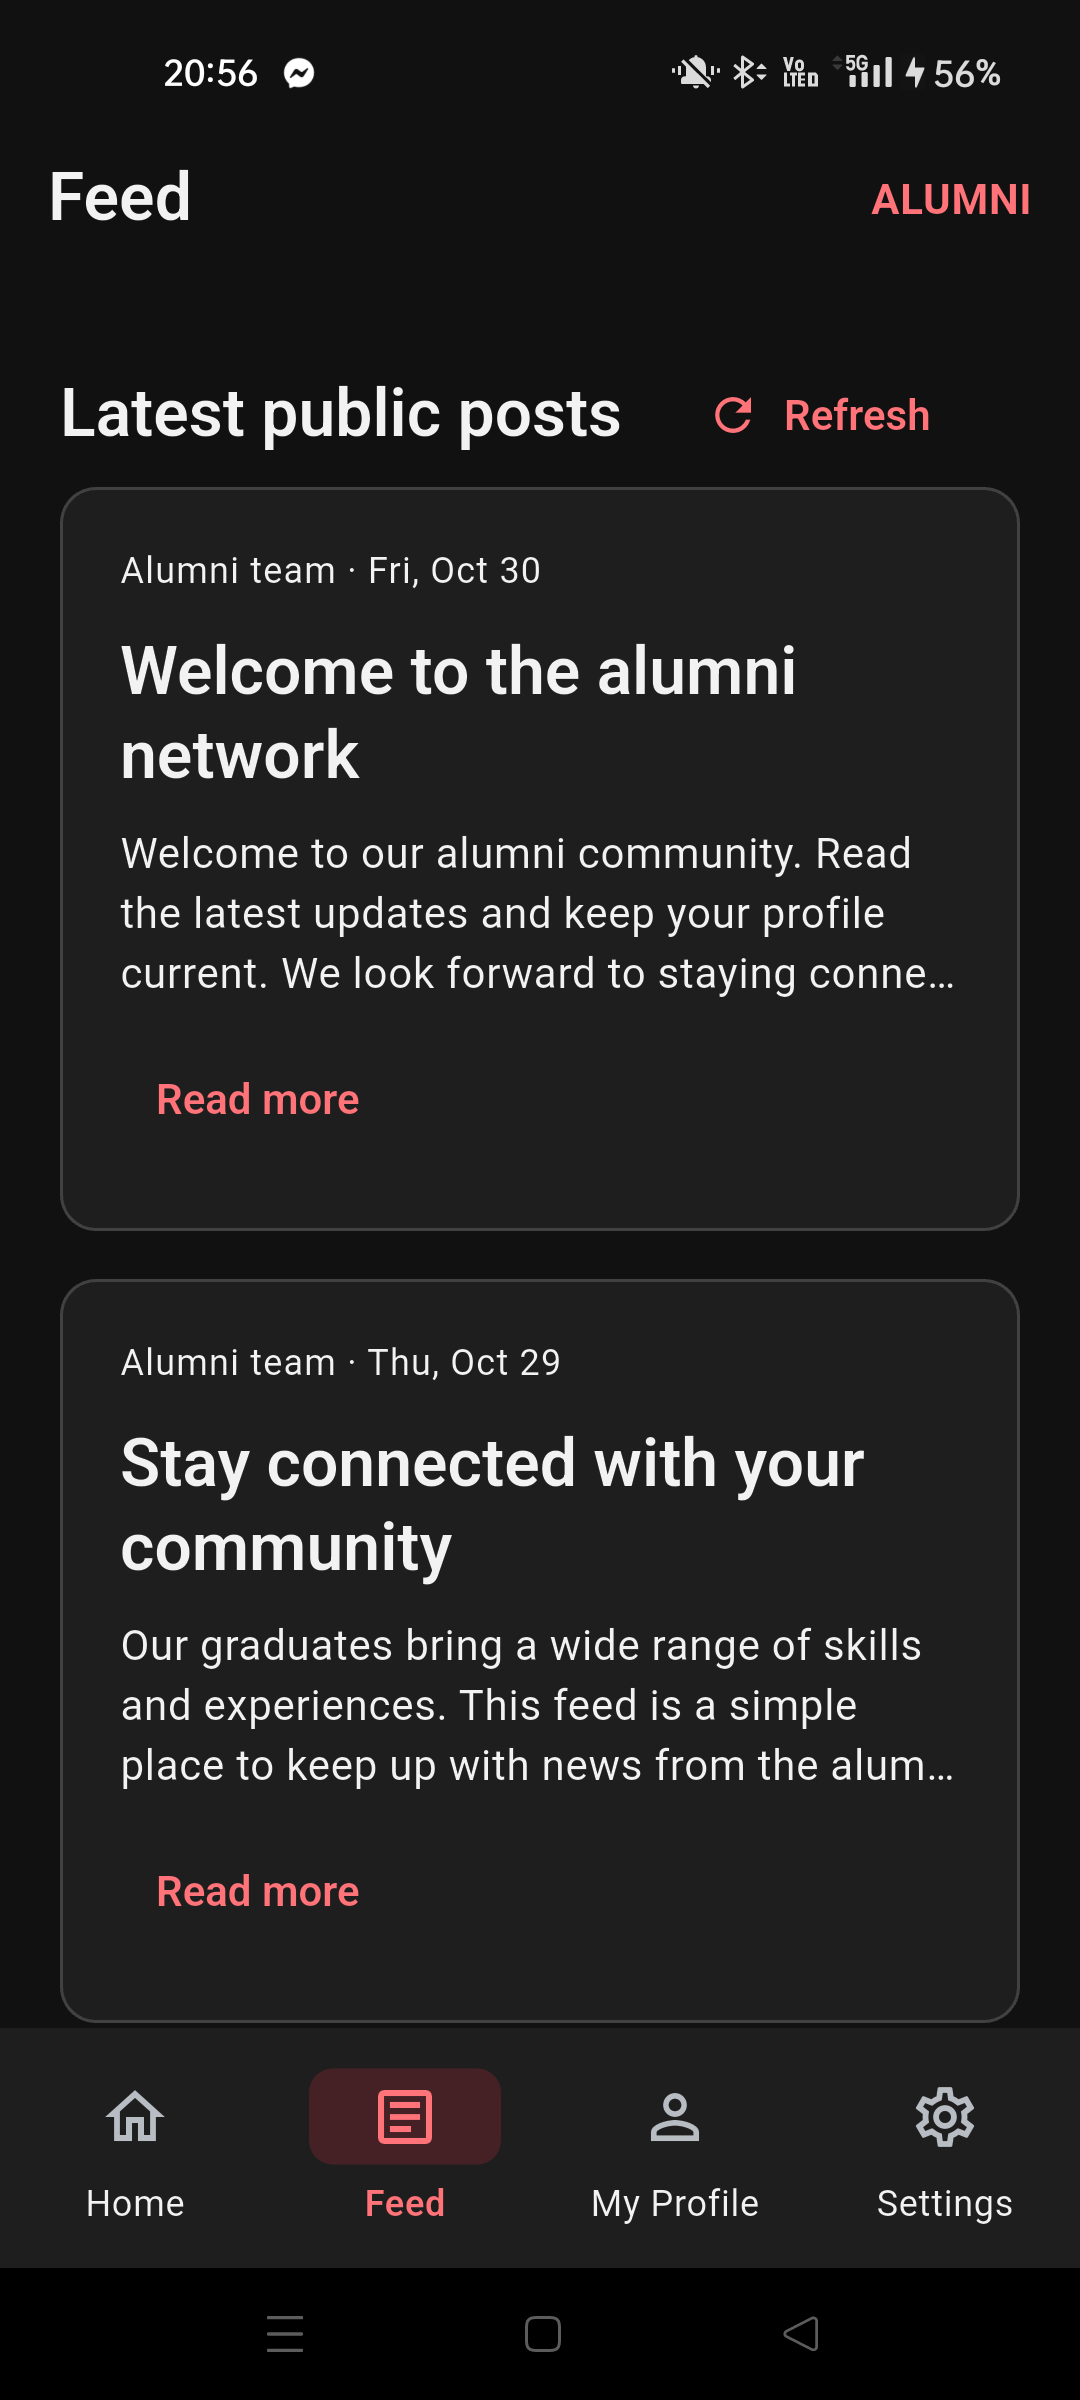 20:56
Vo LTED 5G 56%
Feed
ALUMNI
Latest public posts
Refresh
Alumni team · Fri, Oct 30
Welcome to the alumni
network
Welcome to our alumni community. Read
the latest updates and keep your profile
current. We look forward to staying conne…
Read more
Alumni team · Thu, Oct 29
Stay connected with your
community
Our graduates bring a wide range of skills
and experiences. This feed is a simple
place to keep up with news from the alum…
Read more
Home
Feed
My Profile
Settings